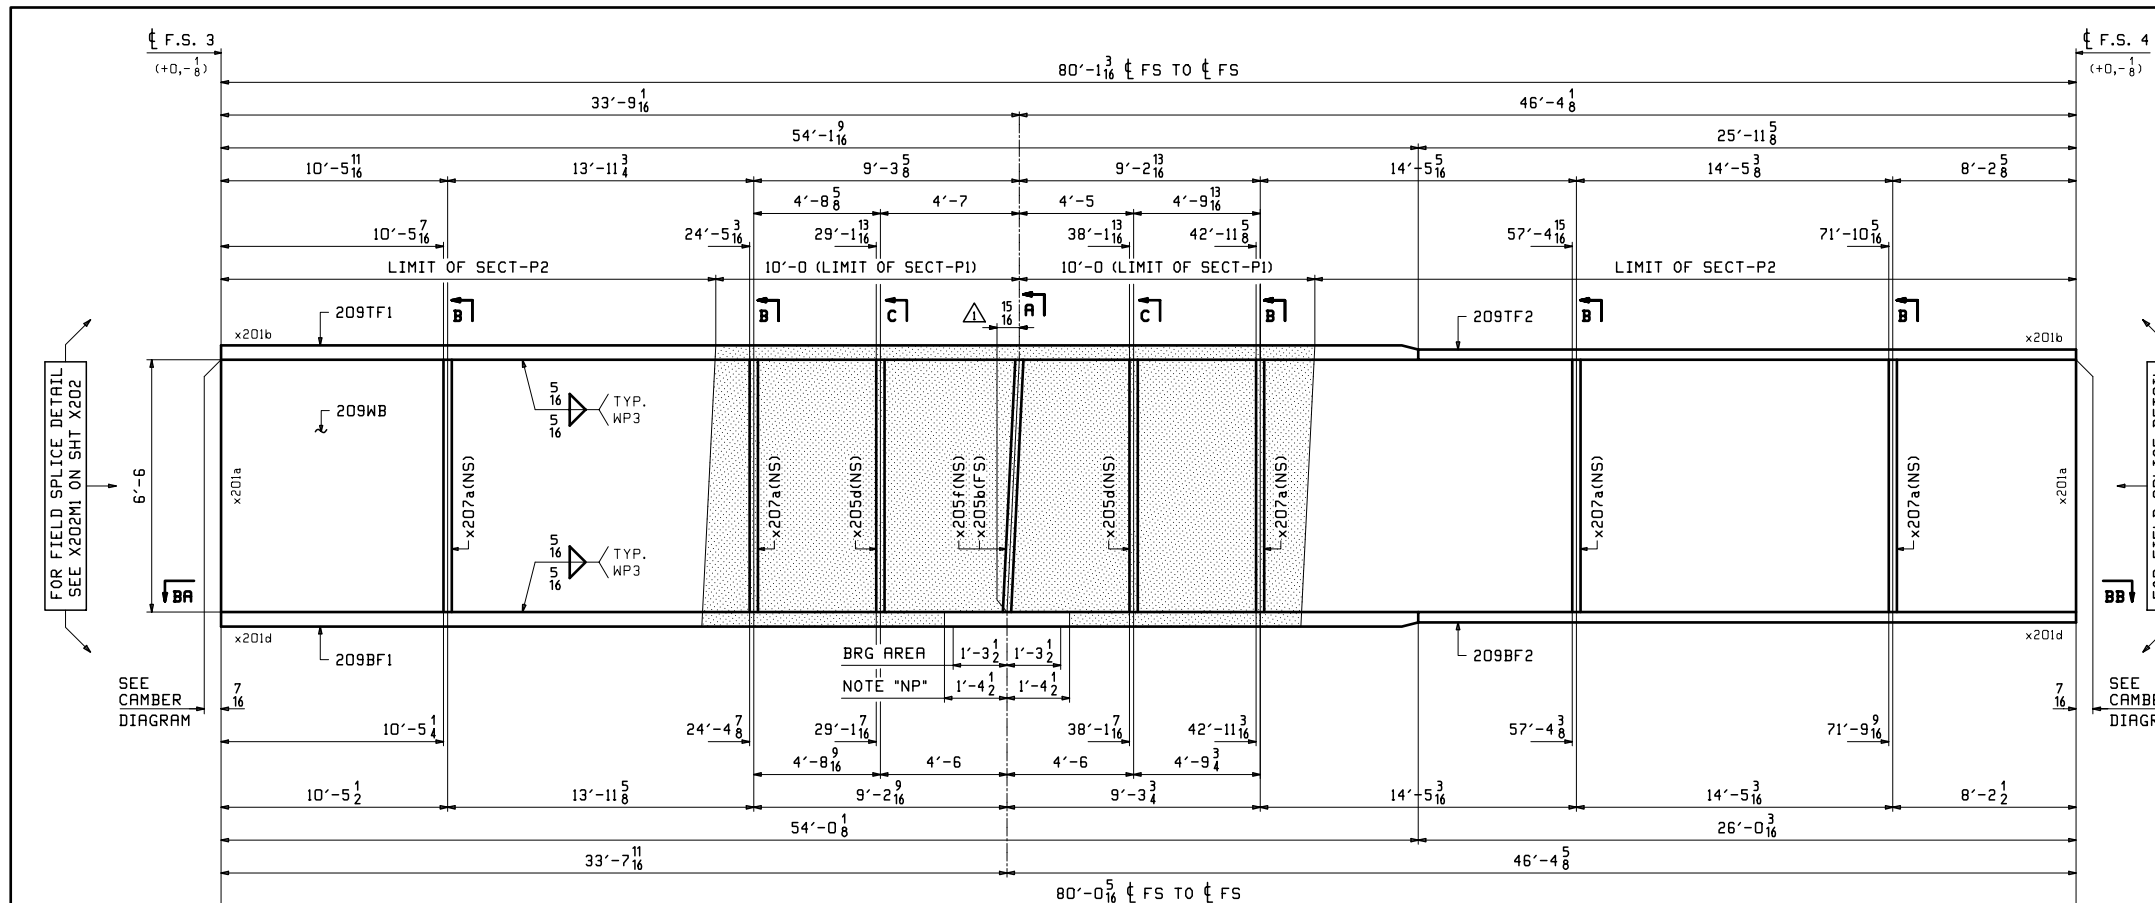 ℄ F.S. 3
(+0,-1/8)
℄ F.S. 4
(+0,-1/8)
80′-1 3/16 ℄ FS TO ℄ FS
33′-9 1/16
46′-4 1/8
54′-1 9/16
25′-11 5/8
10′-5 11/16
13′-11 3/4
9′-3 5/8
9′-2 13/16
14′-5 5/16
14′-5 3/8
8′-2 5/8
4′-8 5/8
4′-7
4′-5
4′-9 13/16
10′-5 7/16
24′-5 3/16
29′-1 13/16
38′-1 13/16
42′-11 5/8
57′-4 15/16
71′-10 5/16
LIMIT OF SECT-P2
10′-0 (LIMIT OF SECT-P1)
10′-0 (LIMIT OF SECT-P1)
LIMIT OF SECT-P2
B
B
C
1
15/16
A
C
B
B
B
209TF1
209TF2
x201b
x201b
FOR FIELD SPLICE DETAIL
SEE X202M1 ON SHT X202
6′-6
x201a
209WB
5/16
5/16
TYP.
WP3
x207a(NS)
x207a(NS)
x205d(NS)
x205f(NS)
x205b(FS)
x205d(NS)
x207a(NS)
x207a(NS)
x207a(NS)
x201a
5/16
5/16
TYP.
WP3
BA
BB
x201d
x201d
209BF1
209BF2
BRG AREA
1′-3 1/2
1′-3 1/2
NOTE "NP"
1′-4 1/2
1′-4 1/2
SEE
CAMBER
DIAGRAM
7/16
7/16
SEE
10′-5 1/4
24′-4 7/8
29′-1 7/16
38′-1 7/16
42′-11 3/16
57′-4 3/8
71′-9 9/16
4′-8 9/16
4′-6
4′-6
4′-9 3/4
10′-5 1/2
13′-11 5/8
9′-2 9/16
9′-3 3/4
14′-5 3/16
14′-5 3/16
8′-2 1/2
54′-0 1/8
26′-0 3/16
33′-7 11/16
46′-4 5/8
80′-0 5/16 ℄ FS TO ℄ FS